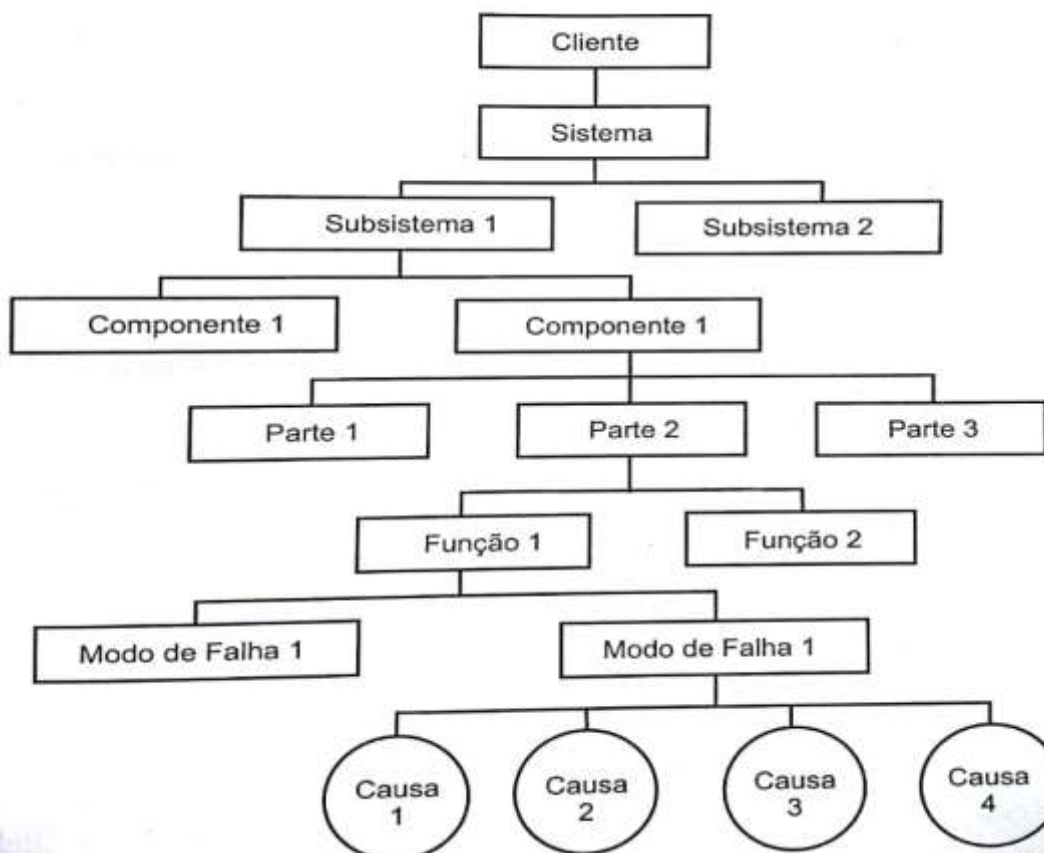 Cliente
Sistema
Subsistema 1
Subsistema 2
Componente 1
Componente 1
Parte 1
Parte 2
Parte 3
Função 1
Função 2
Modo de Falha 1
Modo de Falha 1
Causa
1
Causa
2
Causa
3
Causa
4